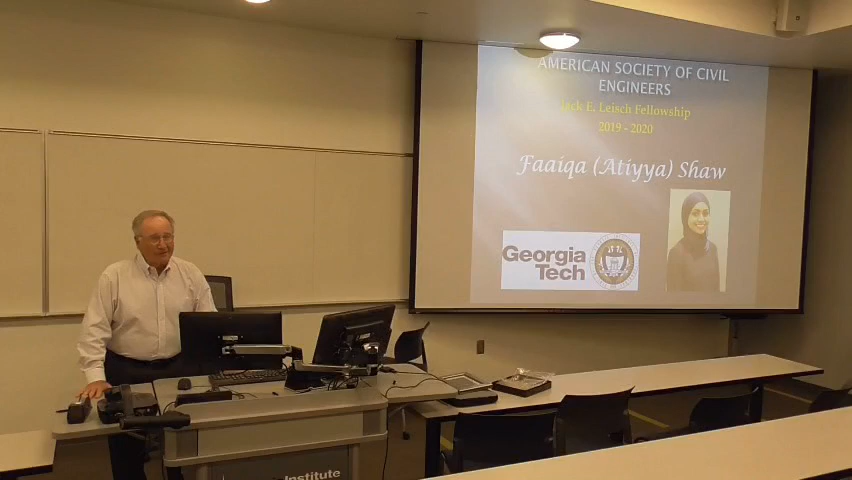 AMERICAN SOCIETY OF CIVIL
ENGINEERS
Jack E. Leisch Fellowship
2019 - 2020
Faaiqa (Atiyya) Shaw
Georgia
Tech
Institute